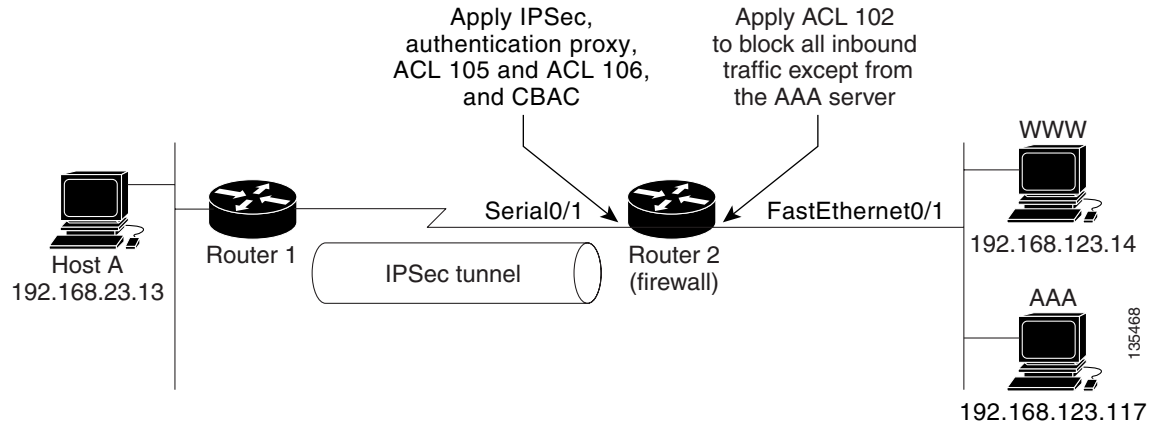 Apply IPSec,
authentication proxy,
ACL 105 and ACL 106,
and CBAC
Apply ACL 102
to block all inbound
traffic except from
the AAA server
WWW
Serial0/1
FastEthernet0/1
192.168.123.14
Router 1
Router 2
(firewall)
Host A
192.168.23.13
IPSec tunnel
AAA
192.168.123.117
135468